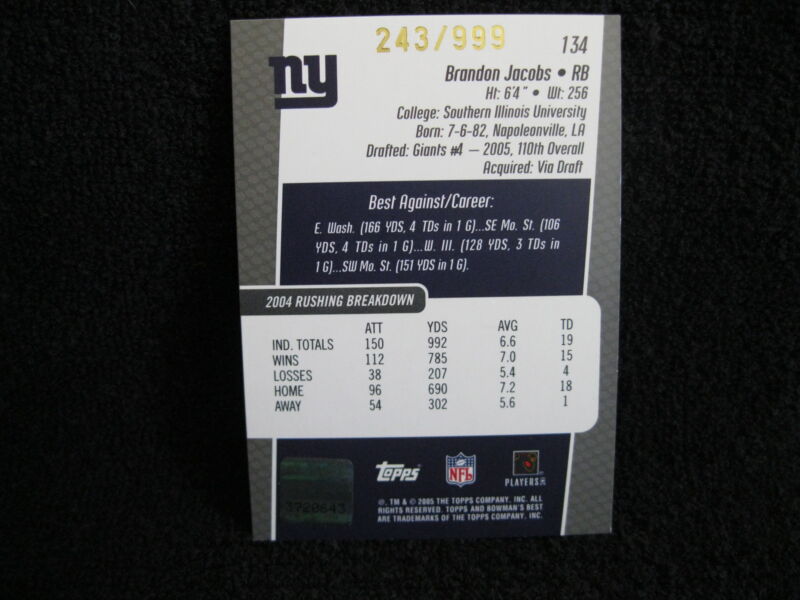 243/999
134
ny
Brandon Jacobs • RB
Ht: 6'4" • Wt: 256
College: Southern Illinois University
Born: 7-6-82, Napoleonville, LA
Drafted: Giants #4 – 2005, 110th Overall
Acquired: Via Draft
Best Against/Career:
E. Wash. (166 YDS, 4 TDs in 1 G)...SE Mo. St. (106
YDS, 4 TDs in 1 G)...W. Ill. (128 YDS, 3 TDs in
1 G)...SW Mo. St. (151 YDS in 1 G).
2004 RUSHING BREAKDOWN
ATT YDS AVG TD
IND. TOTALS 150 992 6.6 19
WINS 112 785 7.0 15
LOSSES 38 207 5.4 4
HOME 96 690 7.2 18
AWAY 54 302 5.6 1
3720643
topps
NFL
PLAYERS
®, TM & © 2005 THE TOPPS COMPANY, INC. ALL
RIGHTS RESERVED. TOPPS AND BOWMAN'S BEST
ARE TRADEMARKS OF THE TOPPS COMPANY, INC.